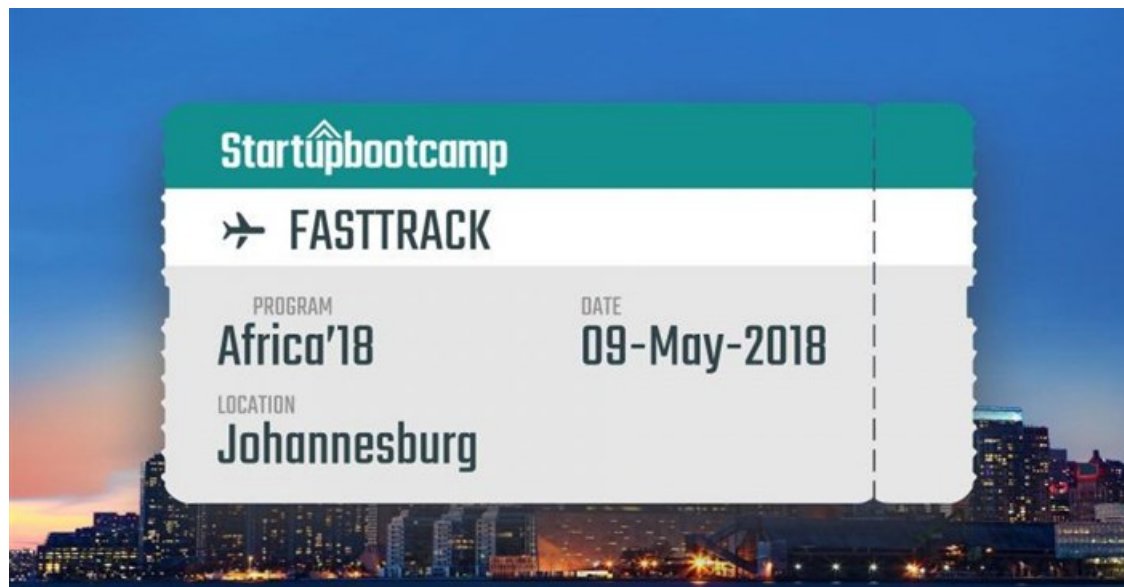 Startupbootcamp
FASTTRACK
PROGRAM
Africa'18
DATE
09-May-2018
LOCATION
Johannesburg